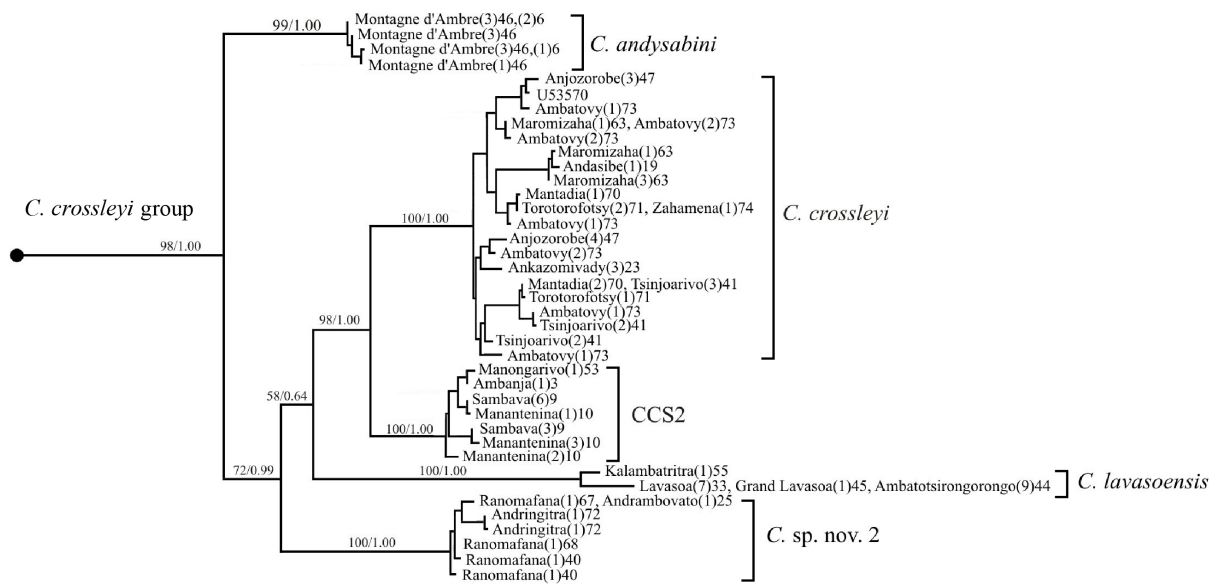 Montagne d'Ambre(3)46,(2)6
99/1.00
Montagne d'Ambre(3)46
C. andysabini
Montagne d'Ambre(3)46,(1)6
Montagne d'Ambre(1)46
Anjozorobe(3)47
U53570
Ambatovy(1)73
Maromizaha(1)63, Ambatovy(2)73
Ambatovy(2)73
Maromizaha(1)63
Andasibe(1)19
Maromizaha(3)63
Mantadia(1)70
C. crossleyi group
Torotorofotsy(2)71, Zahamena(1)74
C. crossleyi
100/1.00
Ambatovy(1)73
Anjozorobe(4)47
98/1.00
Ambatovy(2)73
Ankazomivady(3)23
Mantadia(2)70, Tsinjoarivo(3)41
Torotorofotsy(1)71
Ambatovy(1)73
98/1.00
Tsinjoarivo(2)41
Tsinjoarivo(2)41
Ambatovy(1)73
Manongarivo(1)53
Ambanja(1)3
58/0.64
Sambava(6)9
Manantenina(1)10
CCS2
100/1.00
Sambava(3)9
Manantenina(3)10
Manantenina(2)10
72/0.99
100/1.00
Kalambatritra(1)55
Lavasoa(7)33, Grand Lavasoa(1)45, Ambatotsirongorongo(9)44
C. lavasoensis
Ranomafana(1)67, Andrambovato(1)25
Andringitra(1)72
Andringitra(1)72
C. sp. nov. 2
100/1.00
Ranomafana(1)68
Ranomafana(1)40
Ranomafana(1)40